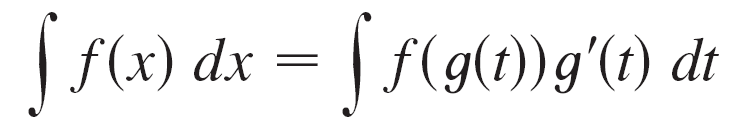 ∫ f(x) dx = ∫ f(g(t))g′(t) dt